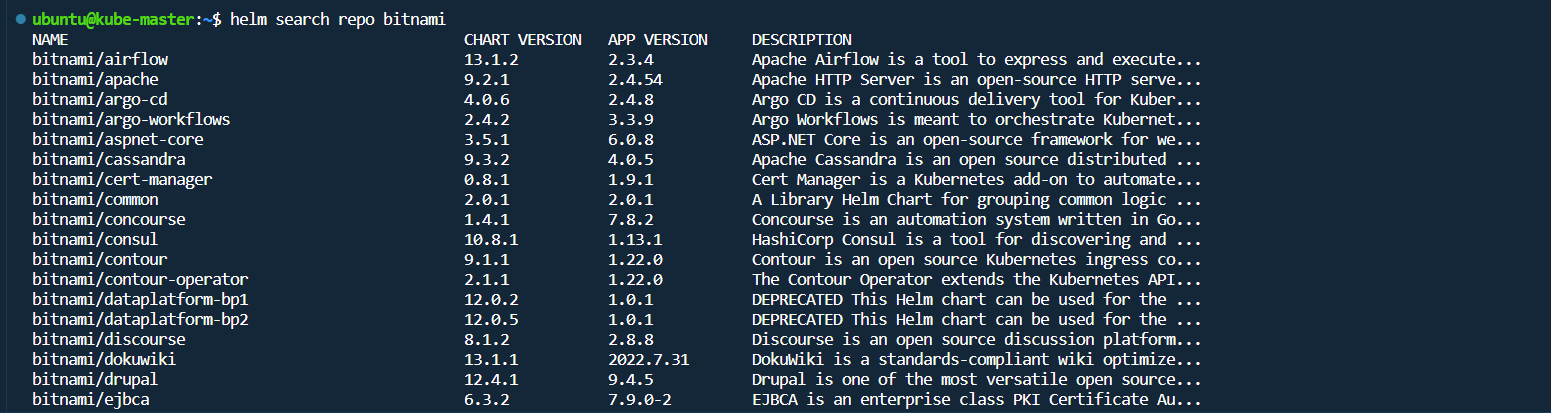 ubuntu@kube-master:~$ helm search repo bitnami
NAME CHART VERSION APP VERSION DESCRIPTION
bitnami/airflow 13.1.2 2.3.4 Apache Airflow is a tool to express and execute...
bitnami/apache 9.2.1 2.4.54 Apache HTTP Server is an open-source HTTP serve...
bitnami/argo-cd 4.0.6 2.4.8 Argo CD is a continuous delivery tool for Kuber...
bitnami/argo-workflows 2.4.2 3.3.9 Argo Workflows is meant to orchestrate Kubernet...
bitnami/aspnet-core 3.5.1 6.0.8 ASP.NET Core is an open-source framework for we...
bitnami/cassandra 9.3.2 4.0.5 Apache Cassandra is an open source distributed ...
bitnami/cert-manager 0.8.1 1.9.1 Cert Manager is a Kubernetes add-on to automate...
bitnami/common 2.0.1 2.0.1 A Library Helm Chart for grouping common logic ...
bitnami/concourse 1.4.1 7.8.2 Concourse is an automation system written in Go...
bitnami/consul 10.8.1 1.13.1 HashiCorp Consul is a tool for discovering and ...
bitnami/contour 9.1.1 1.22.0 Contour is an open source Kubernetes ingress co...
bitnami/contour-operator 2.1.1 1.22.0 The Contour Operator extends the Kubernetes API...
bitnami/dataplatform-bp1 12.0.2 1.0.1 DEPRECATED This Helm chart can be used for the ...
bitnami/dataplatform-bp2 12.0.5 1.0.1 DEPRECATED This Helm chart can be used for the ...
bitnami/discourse 8.1.2 2.8.8 Discourse is an open source discussion platform...
bitnami/dokuwiki 13.1.1 2022.7.31 DokuWiki is a standards-compliant wiki optimize...
bitnami/drupal 12.4.1 9.4.5 Drupal is one of the most versatile open source...
bitnami/ejbca 6.3.2 7.9.0-2 EJBCA is an enterprise class PKI Certificate Au...